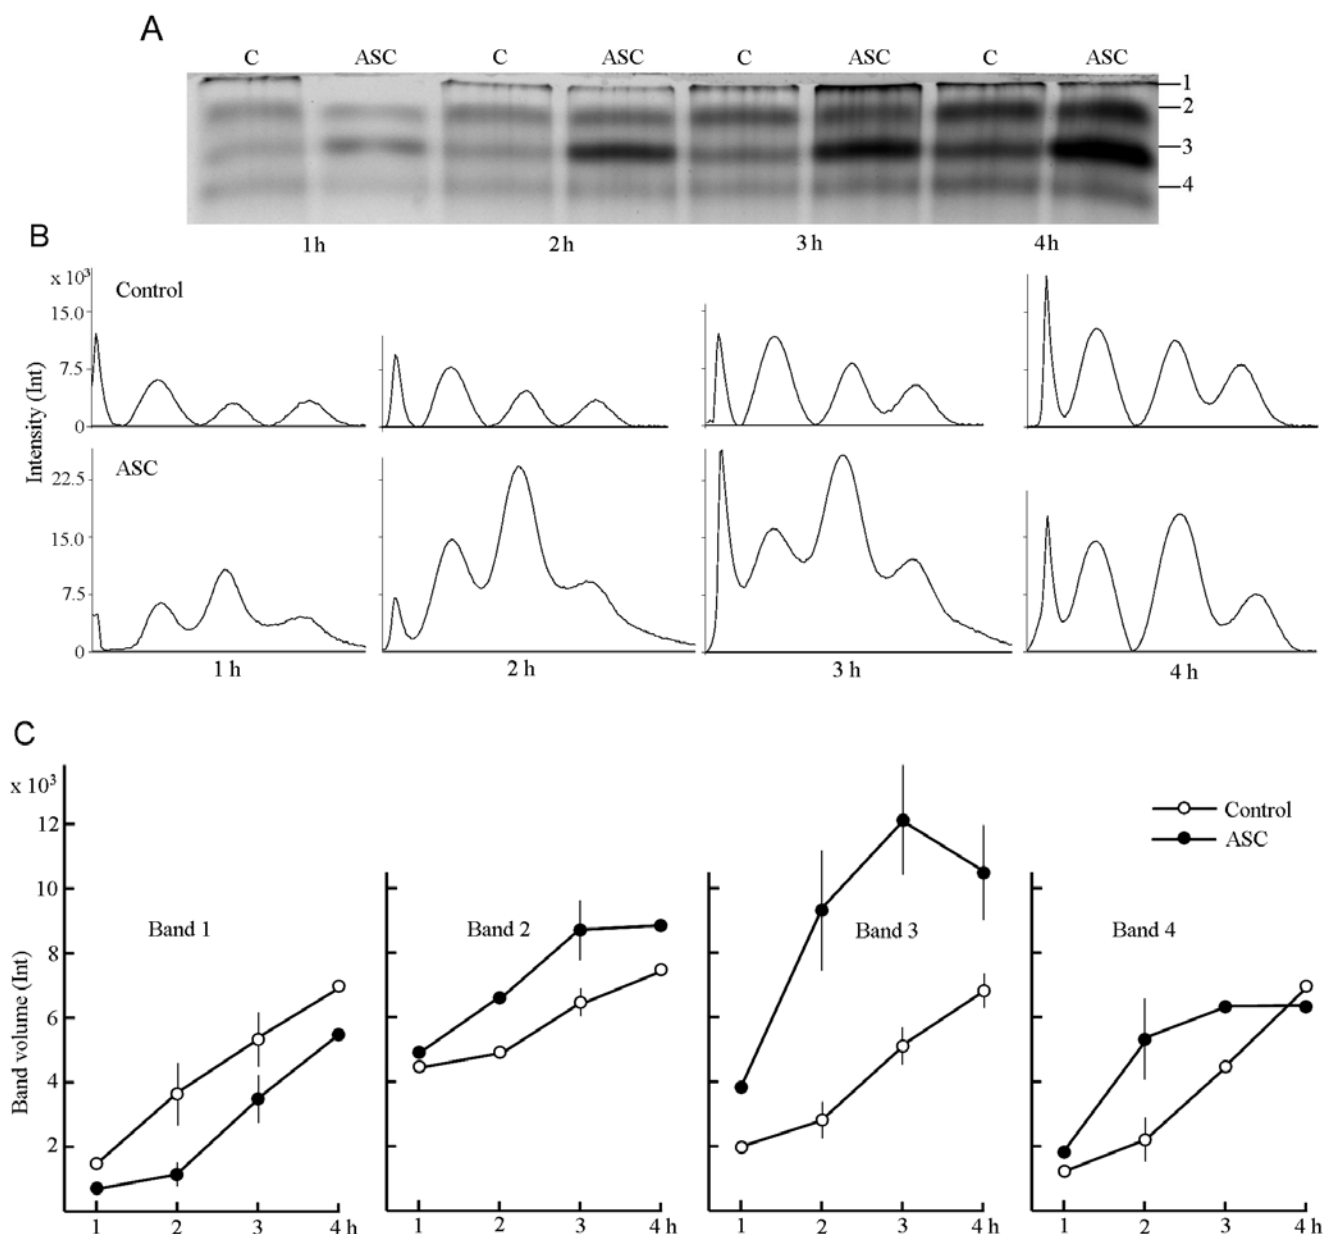 A
C ASC C ASC C ASC C ASC
1
2
3
4
1h 2h 3h 4h
B
x 10³
Control
15.0
7.5
0
Intensity (Int)
ASC
22.5
15.0
7.5
0
1 h 2 h 3 h 4 h
C
x 10³
12
10
8
6
4
2
Band volume (Int)
Control
ASC
Band 1 Band 2 Band 3 Band 4
1 2 3 4 h 1 2 3 4 h 1 2 3 4 h 1 2 3 4 h